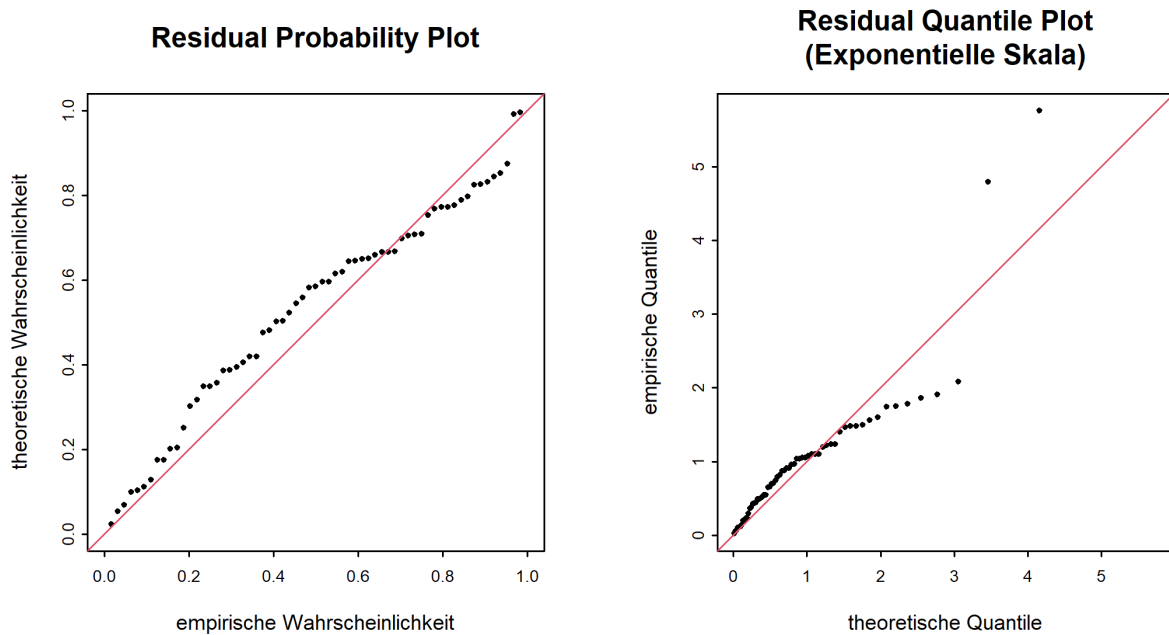 Residual Probability Plot
1.0
0.8
0.6
0.4
0.2
0.0
theoretische Wahrscheinlichkeit
0.0 0.2 0.4 0.6 0.8 1.0
empirische Wahrscheinlichkeit
Residual Quantile Plot
(Exponentielle Skala)
5
4
3
2
1
0
empirische Quantile
0 1 2 3 4 5
theoretische Quantile